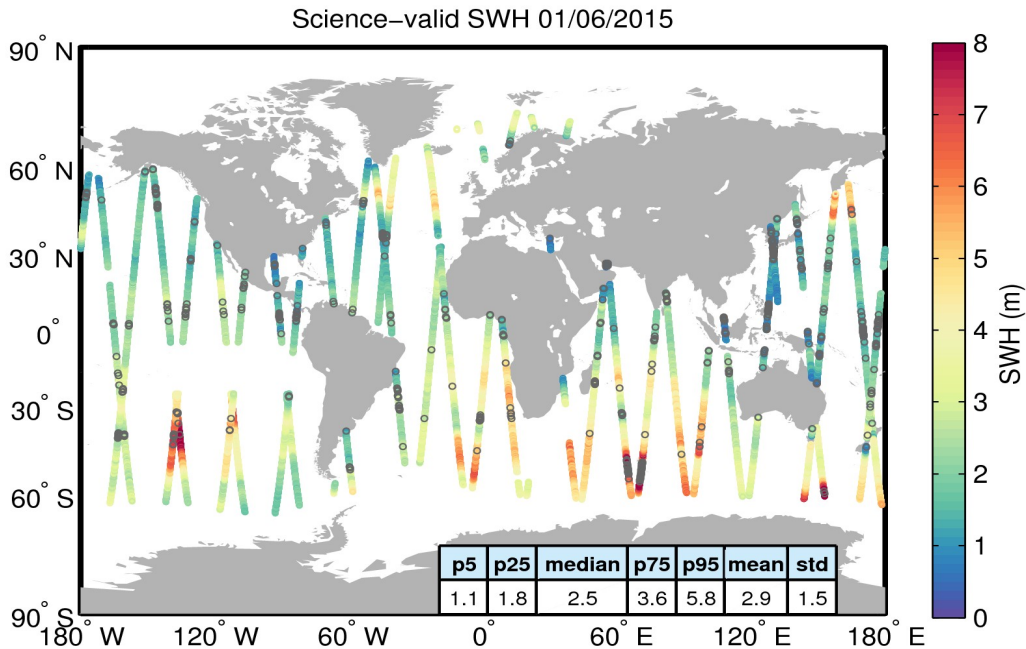 Science−valid SWH 01/06/2015
90° N
60° N
30° N
0°
30° S
60° S
90° S
180° W
120° W
60° W
0°
60° E
120° E
180° E
p5 p25 median p75 p95 mean std
1.1 1.8 2.5 3.6 5.8 2.9 1.5
8
7
6
5
4
3
2
1
0
SWH (m)